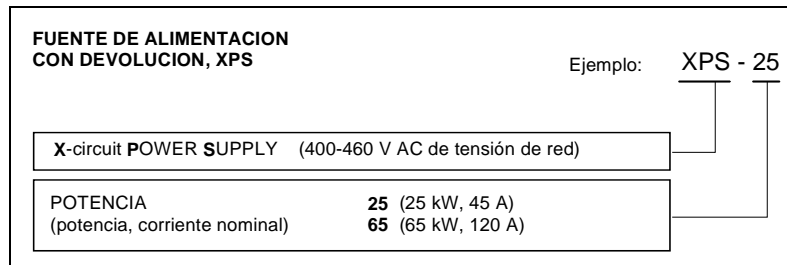 FUENTE DE ALIMENTACION
CON DEVOLUCION, XPS
Ejemplo: XPS - 25
X-circuit POWER SUPPLY (400-460 V AC de tensión de red)
POTENCIA 25 (25 kW, 45 A)
(potencia, corriente nominal) 65 (65 kW, 120 A)